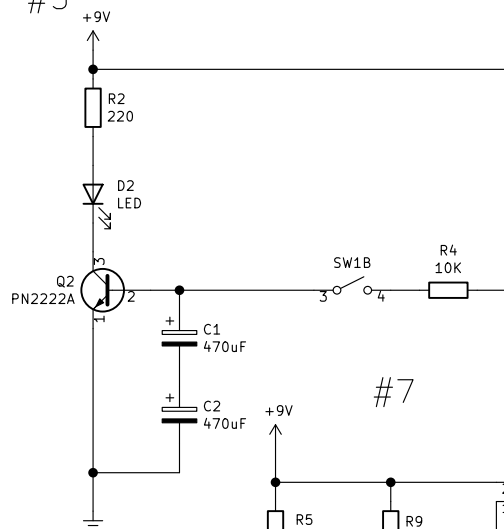 +9V
R2
220
D2
LED
3
Q2
PN2222A
2
1
SW1B
3
4
R4
10K
+
C1
470uF
+
C2
470uF
#7
+9V
R5
R9